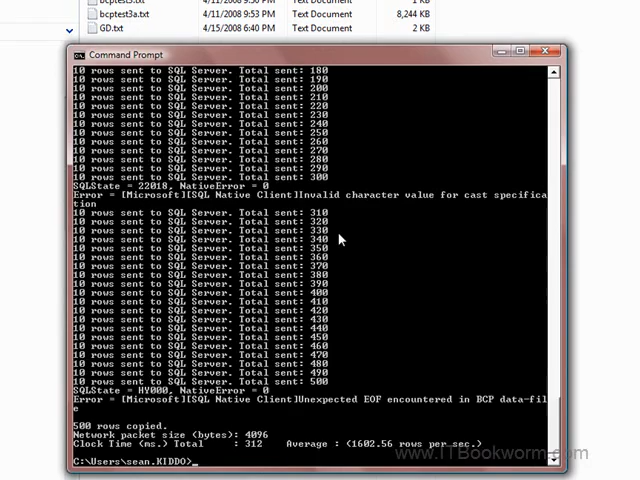 bcptest3.txt 4/11/2008 9:50 PM Text Document 1 KB
bcptest3a.txt 4/11/2008 9:53 PM Text Document 8,244 KB
GD.txt 4/15/2008 6:40 PM Text Document 2 KB
Command Prompt
10 rows sent to SQL Server. Total sent: 180
10 rows sent to SQL Server. Total sent: 190
10 rows sent to SQL Server. Total sent: 200
10 rows sent to SQL Server. Total sent: 210
10 rows sent to SQL Server. Total sent: 220
10 rows sent to SQL Server. Total sent: 230
10 rows sent to SQL Server. Total sent: 240
10 rows sent to SQL Server. Total sent: 250
10 rows sent to SQL Server. Total sent: 260
10 rows sent to SQL Server. Total sent: 270
10 rows sent to SQL Server. Total sent: 280
10 rows sent to SQL Server. Total sent: 290
10 rows sent to SQL Server. Total sent: 300
SQLState = 22018, NativeError = 0
Error = [Microsoft][SQL Native Client]Invalid character value for cast specifica
tion
10 rows sent to SQL Server. Total sent: 310
10 rows sent to SQL Server. Total sent: 320
10 rows sent to SQL Server. Total sent: 330
10 rows sent to SQL Server. Total sent: 340
10 rows sent to SQL Server. Total sent: 350
10 rows sent to SQL Server. Total sent: 360
10 rows sent to SQL Server. Total sent: 370
10 rows sent to SQL Server. Total sent: 380
10 rows sent to SQL Server. Total sent: 390
10 rows sent to SQL Server. Total sent: 400
10 rows sent to SQL Server. Total sent: 410
10 rows sent to SQL Server. Total sent: 420
10 rows sent to SQL Server. Total sent: 430
10 rows sent to SQL Server. Total sent: 440
10 rows sent to SQL Server. Total sent: 450
10 rows sent to SQL Server. Total sent: 460
10 rows sent to SQL Server. Total sent: 470
10 rows sent to SQL Server. Total sent: 480
10 rows sent to SQL Server. Total sent: 490
10 rows sent to SQL Server. Total sent: 500
SQLState = HY000, NativeError = 0
Error = [Microsoft][SQL Native Client]Unexpected EOF encountered in BCP data-fil
e
500 rows copied.
Network packet size (bytes): 4096
Clock Time (ms.) Total : 312 Average : (1602.56 rows per sec.)
www.ITBookworm.com
C:\Users\sean.KIDDO>_